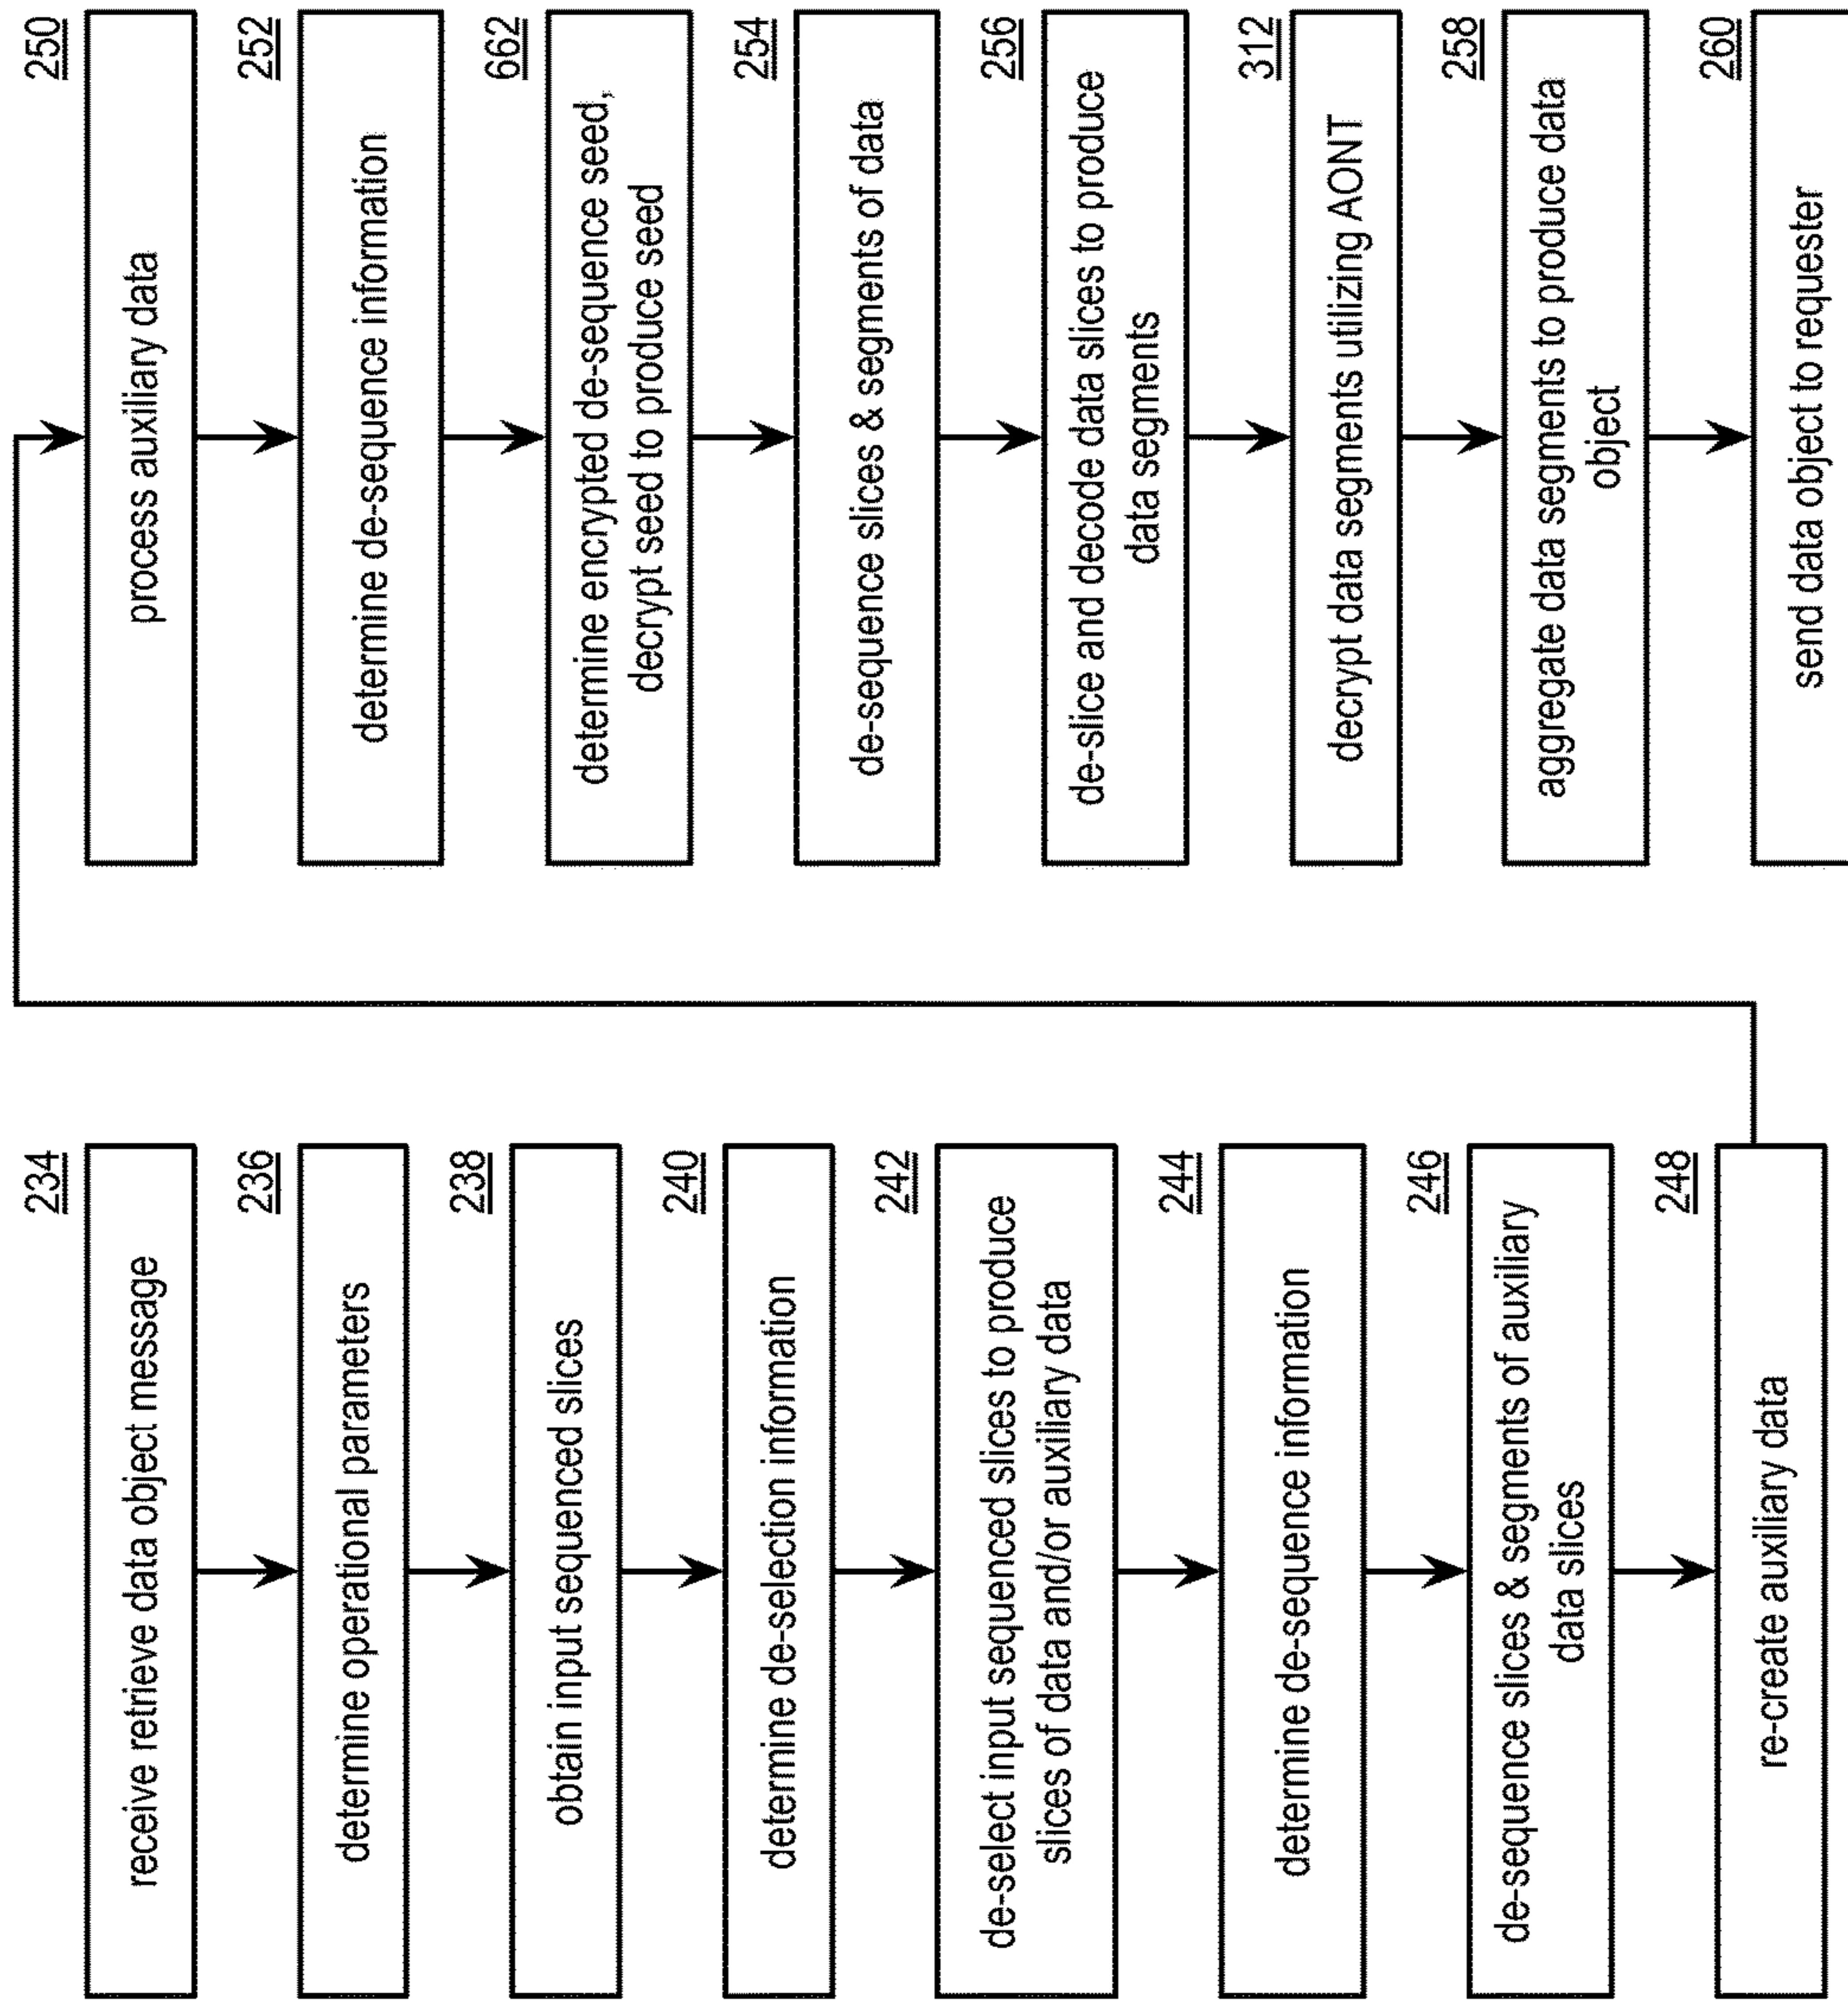 234
receive retrieve data object message
236
determine operational parameters
238
obtain input sequenced slices
240
determine de-selection information
242
de-select input sequenced slices to produce
slices of data and/or auxiliary data
244
determine de-sequence information
246
de-sequence slices & segments of auxiliary
data slices
248
re-create auxiliary data
250
process auxiliary data
252
determine de-sequence information
662
determine encrypted de-sequence seed,
decrypt seed to produce seed
254
de-sequence slices & segments of data
256
de-slice and decode data slices to produce
data segments
312
decrypt data segments utilizing AONT
258
aggregate data segments to produce data
object
260
send data object to requester